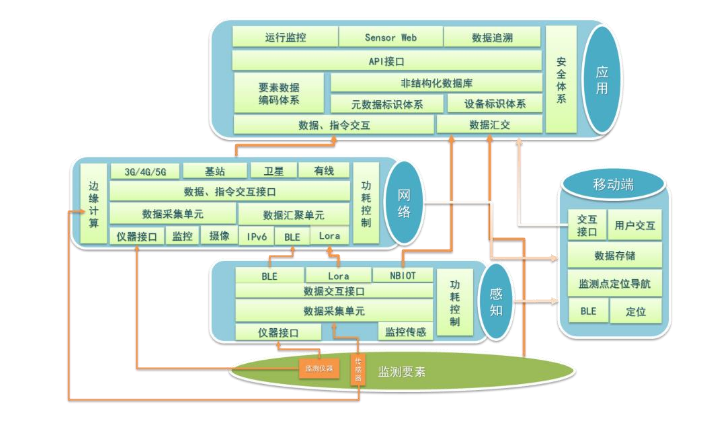 运行监控
Sensor Web
数据追溯
API接口
要素数据
编码体系
非结构化数据库
元数据标识体系
设备标识体系
数据、指令交互
数据汇交
安全体系
应用
边缘计算
3G/4G/5G
基站
卫星
有线
数据、指令交互接口
数据采集单元
数据汇聚单元
仪器接口
监控
摄像
IPv6
BLE
Lora
功耗控制
网络
BLE
Lora
NBIOT
数据交互接口
数据采集单元
仪器接口
监控传感
功耗控制
感知
移动端
交互
接口
用户交互
数据存储
监测点定位导航
BLE
定位
传感器
监测要素